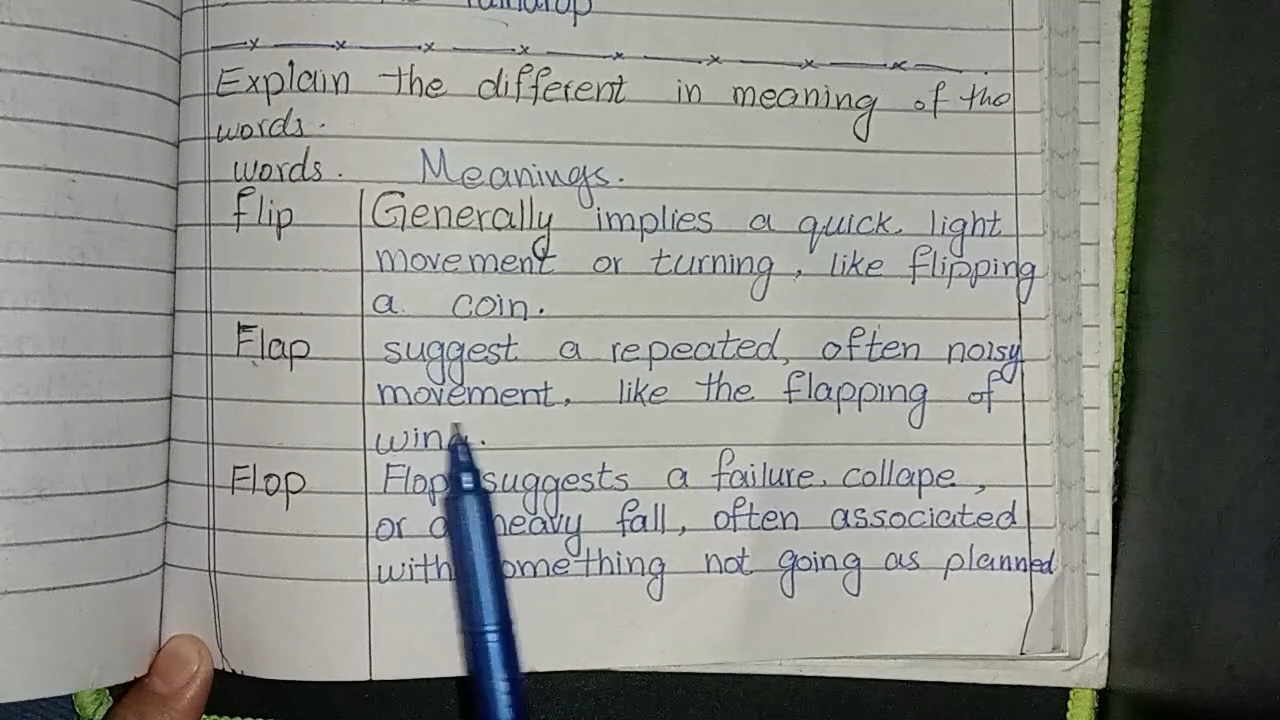 Explain the different in meaning of the
words.
words. Meanings.
flip Generally implies a quick, light
movement or turning, like flipping
a coin.
Flap suggest a repeated, often noisy
movement, like the flapping of

Flop Flop suggests a failure, collape,
or heavy fall, often associated
with not going as planned